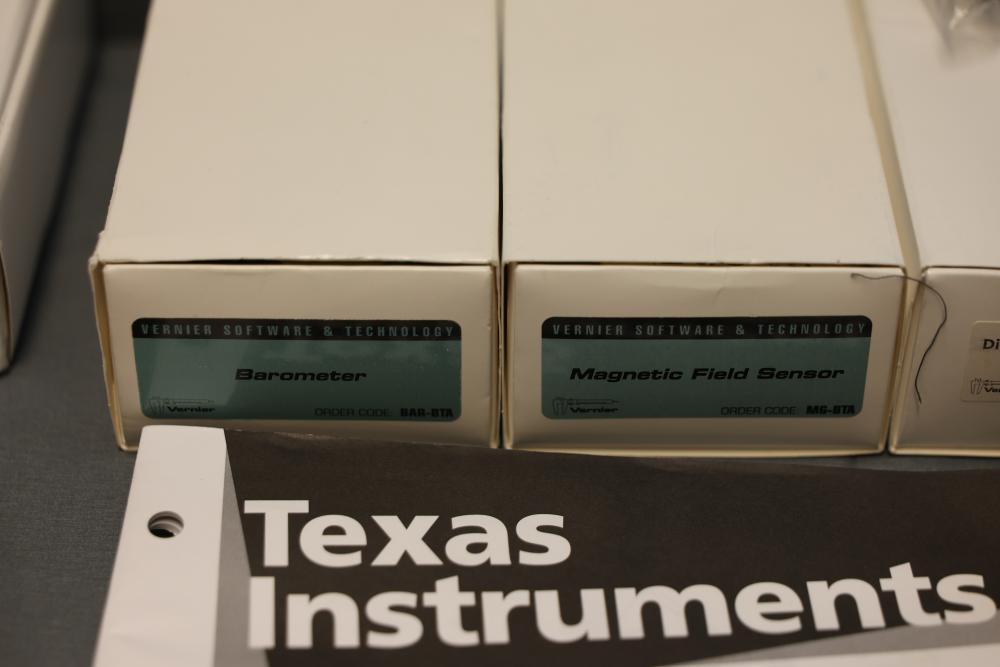 VERNIER SOFTWARE & TECHNOLOGY
Barometer
Vernier
ORDER CODE: BAR-BTA
VERNIER SOFTWARE & TECHNOLOGY
Magnetic Field Sensor
Vernier
ORDER CODE: MG-BTA
Di
Texas
Instruments